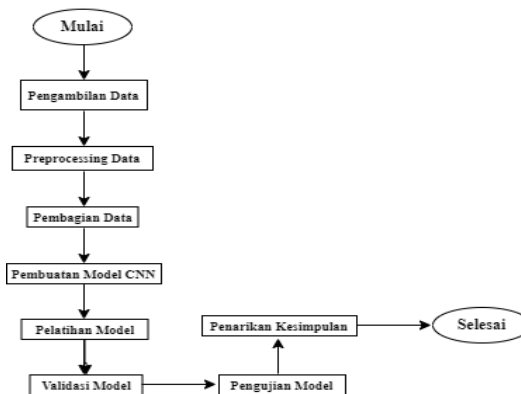 Mulai
Pengambilan Data
Preprocessing Data
Pembagian Data
Pembuatan Model CNN
Pelatihan Model
Validasi Model
Pengujian Model
Penarikan Kesimpulan
Selesai